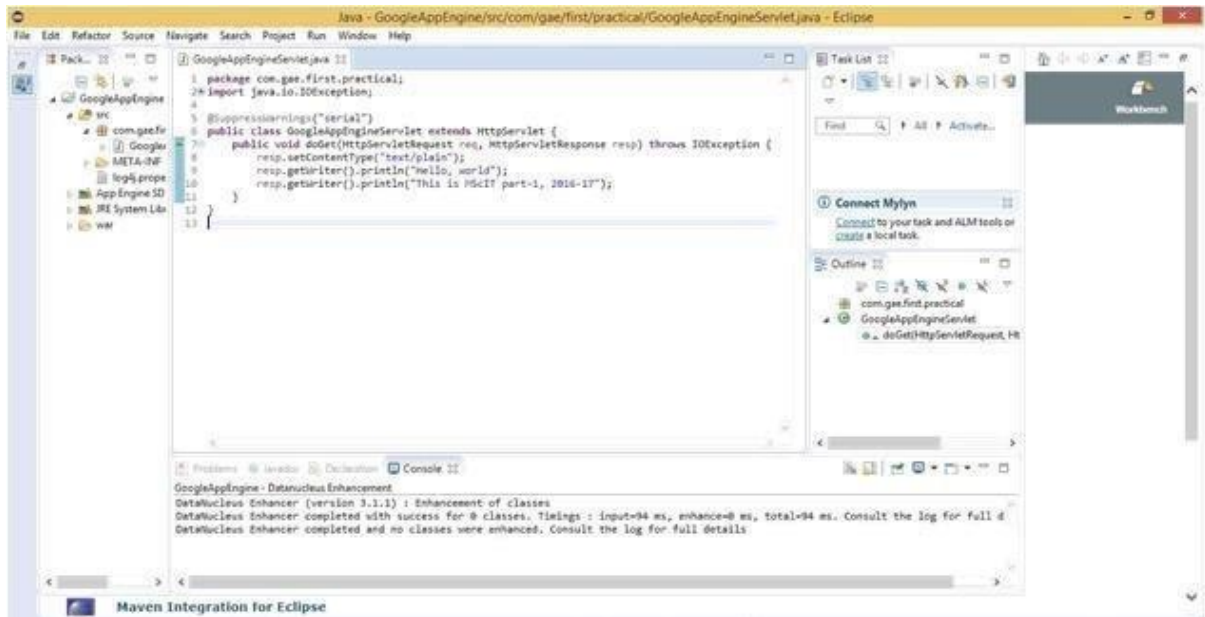 Java - GoogleAppEngine/src/com/gae/first/practical/GoogleAppEngineServlet.java - Eclipse
File Edit Refactor Source Navigate Search Project Run Window Help
Pack...
GoogleAppEngine
src
com.gae.fir
Google
META-INF
log4j.prope
App Engine SD
JRE System Libr
war
GoogleAppEngineServlet.java
1 package com.gae.first.practical;
2 import java.io.IOException;
4
5 @SuppressWarnings("serial")
6 public class GoogleAppEngineServlet extends HttpServlet {
7 public void doGet(HttpServletRequest req, HttpServletResponse resp) throws IOException {
8 resp.setContentType("text/plain");
9 resp.getWriter().println("Hello, world");
10 resp.getWriter().println("This is MScIT part-1, 2016-17");
11 }
12 }
13
Task List
Find All Activate...
Connect Mylyn
Connect to your task and ALM tools or
create a local task.
Outline
com.gae.first.practical
GoogleAppEngineServlet
doGet(HttpServletRequest, Ht
Workbench
Problems Javadoc Declaration Console
GoogleAppEngine - Datanucleus Enhancement
DataNucleus Enhancer (version 3.1.1) : Enhancement of classes
DataNucleus Enhancer completed with success for 0 classes. Timings : input=94 ms, enhance=0 ms, total=94 ms. Consult the log for full d
DataNucleus Enhancer completed and no classes were enhanced. Consult the log for full details
Maven Integration for Eclipse